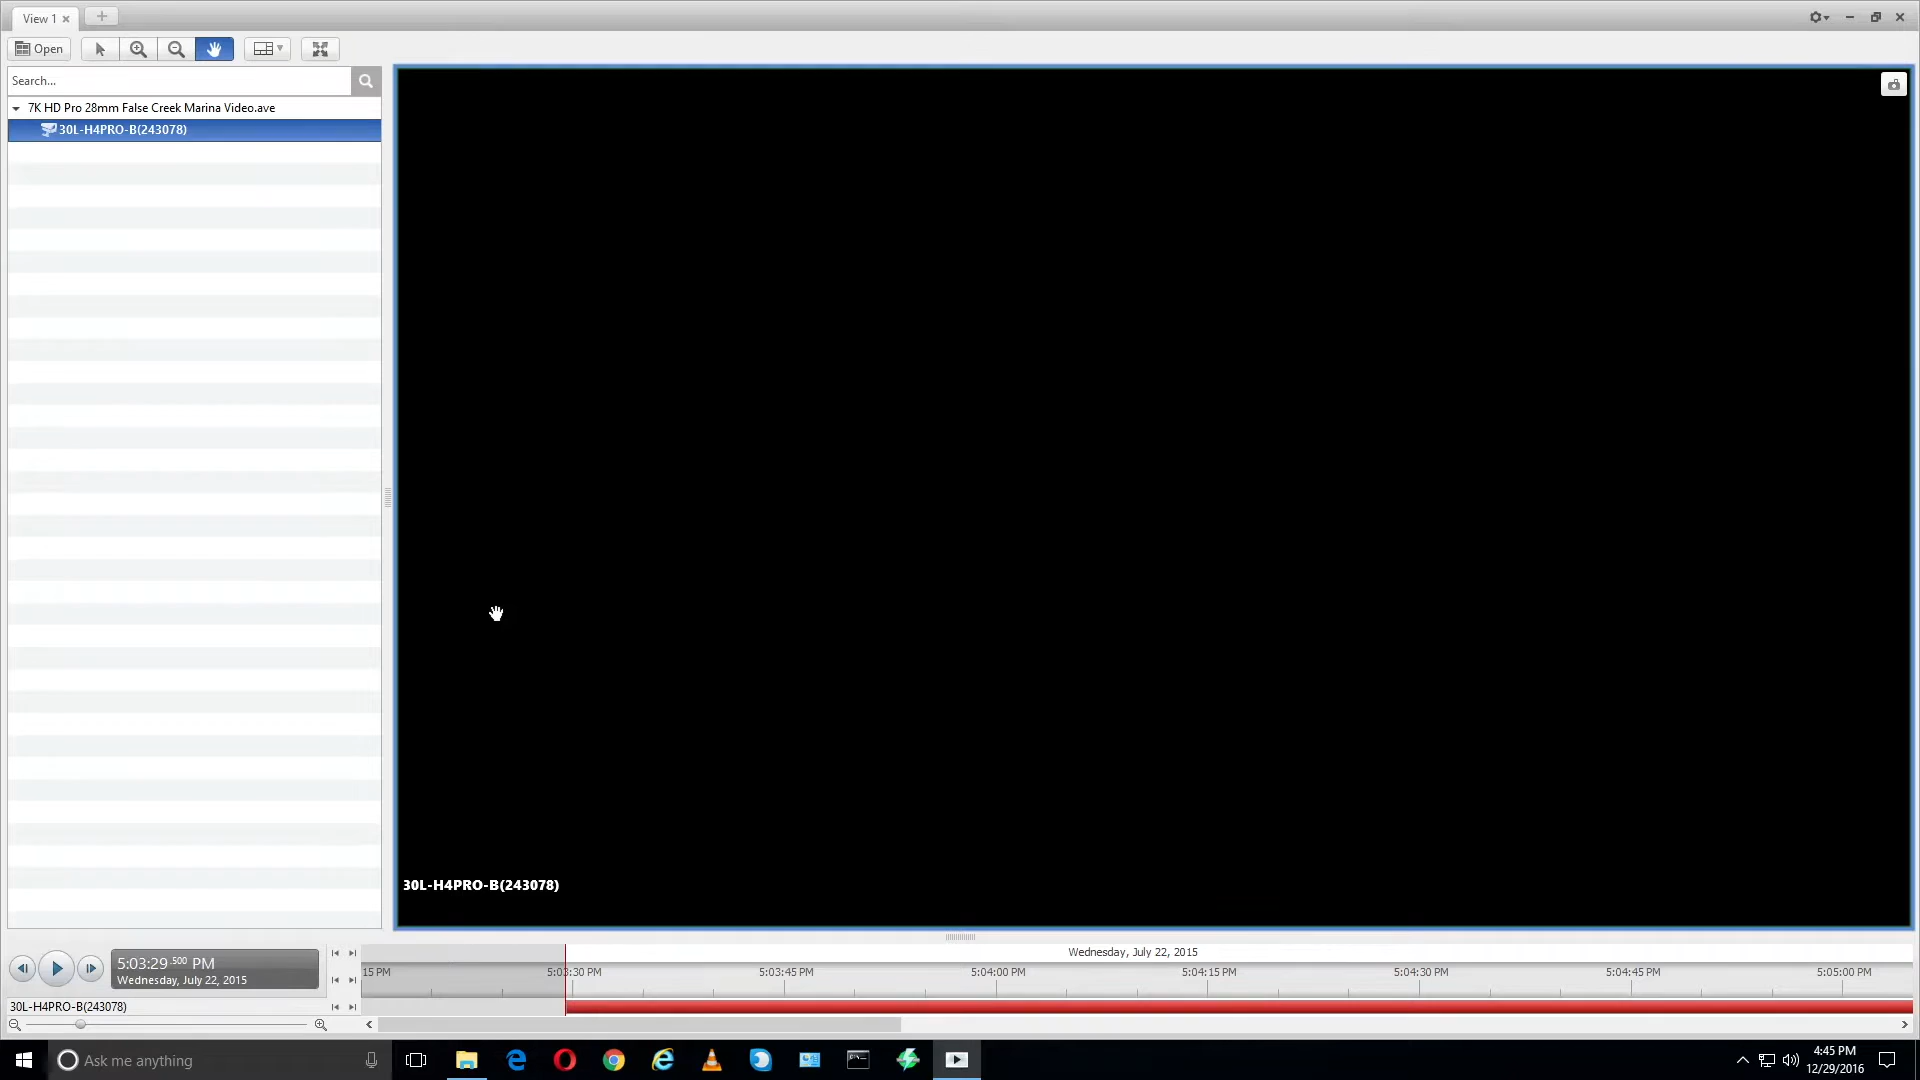 View 1
Open
Search...
7K HD Pro 28mm False Creek Marina Video.ave
30L-H4PRO-B(243078)
30L-H4PRO-B(243078)
5:03:29.500 PM
Wednesday, July 22, 2015
Wednesday, July 22, 2015
15 PM 5:03:30 PM 5:03:45 PM 5:04:00 PM 5:04:15 PM 5:04:30 PM 5:04:45 PM 5:05:00 PM
30L-H4PRO-B(243078)
Ask me anything
4:45 PM
12/29/2016